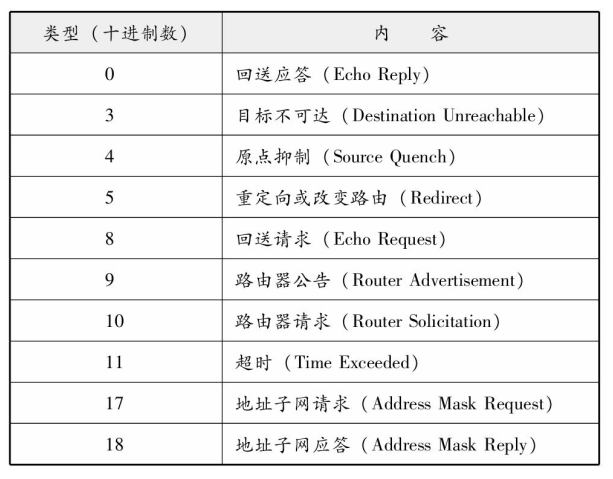 类型（十进制数） 内 容
0 回送应答（Echo Reply）
3 目标不可达（Destination Unreachable）
4 原点抑制（Source Quench）
5 重定向或改变路由（Redirect）
8 回送请求（Echo Request）
9 路由器公告（Router Advertisement）
10 路由器请求（Router Solicitation）
11 超时（Time Exceeded）
17 地址子网请求（Address Mask Request）
18 地址子网应答（Address Mask Reply）